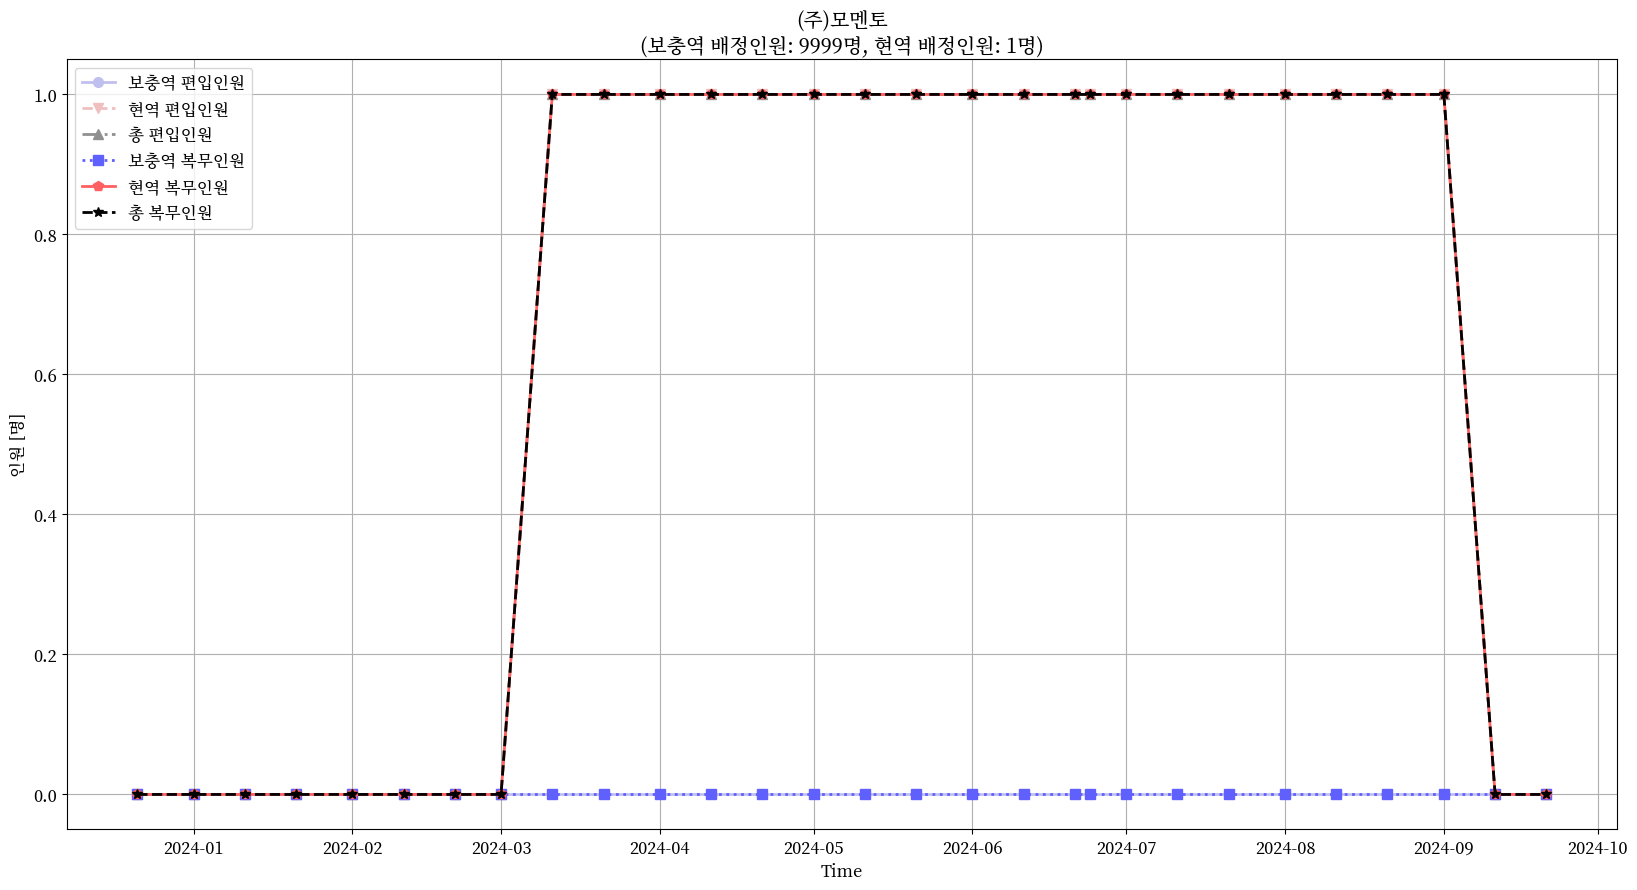 (주)모멘토
(보충역 배정인원: 9999명, 현역 배정인원: 1명)
보충역 편입인원
현역 편입인원
총 편입인원
보충역 복무인원
현역 복무인원
총 복무인원
1.0
0.8
0.6
0.4
0.2
0.0
인원 [명]
2024-01 2024-02 2024-03 2024-04 2024-05 2024-06 2024-07 2024-08 2024-09 2024-10
Time